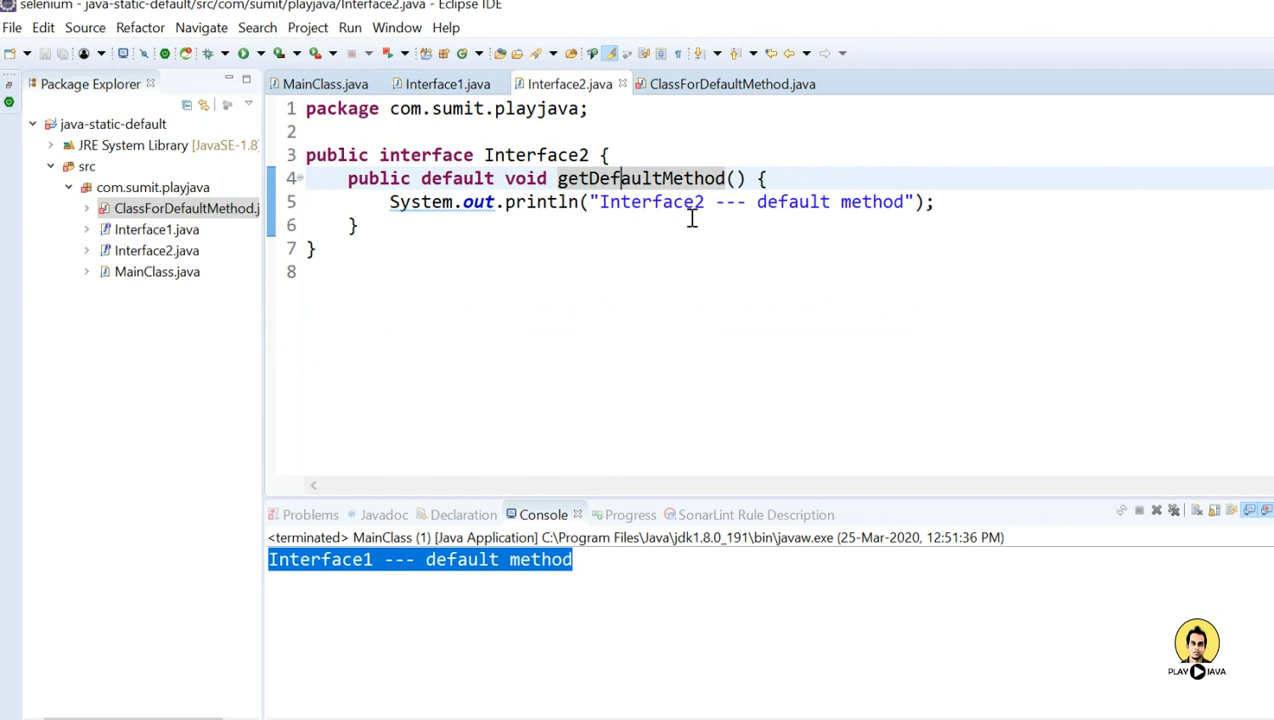 selenium - java-static-default/src/com/sumit/playjava/Interface2.java - Eclipse IDE
File Edit Source Refactor Navigate Search Project Run Window Help
Package Explorer
MainClass.java Interface1.java Interface2.java ClassForDefaultMethod.java
java-static-default
JRE System Library [JavaSE-1.8]
src
com.sumit.playjava
ClassForDefaultMethod.j
Interface1.java
Interface2.java
MainClass.java
1 package com.sumit.playjava;
2
3 public interface Interface2 {
4 public default void getDefaultMethod() {
5 System.out.println("Interface2 --- default method");
6 }
7 }
8
Problems Javadoc Declaration Console Progress SonarLint Rule Description
<terminated> MainClass (1) [Java Application] C:\Program Files\Java\jdk1.8.0_191\bin\javaw.exe (25-Mar-2020, 12:51:36 PM)
Interface1 --- default method
PLAY JAVA